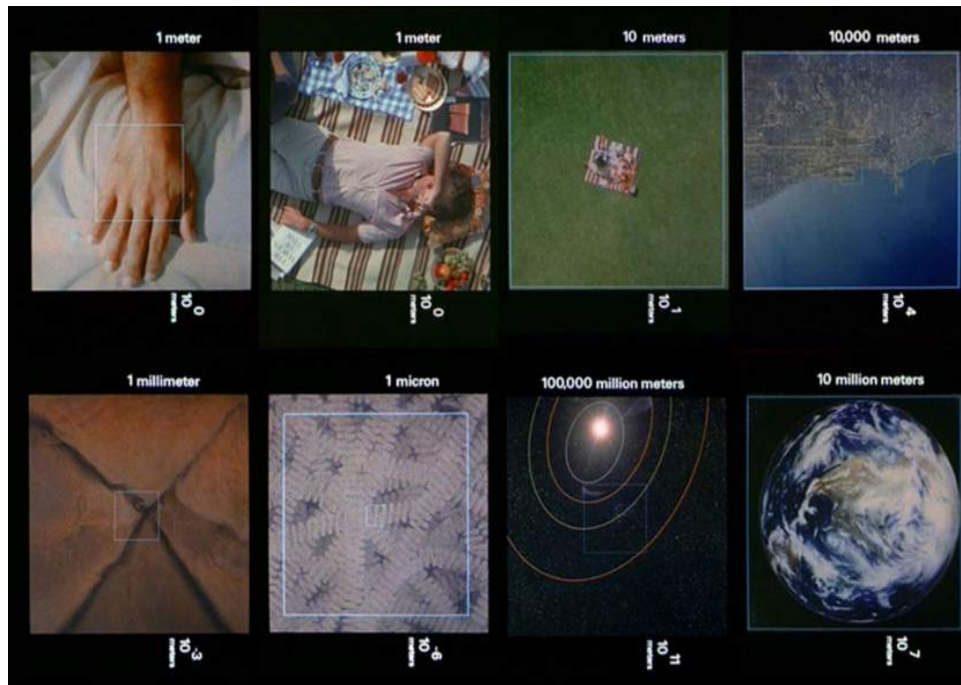 1 meter
10⁰
meters
1 meter
10⁰
meters
10 meters
10¹
meters
10,000 meters
10⁴
meters
1 millimeter
10⁻³
meters
1 micron
10⁻⁶
meters
100,000 million meters
10¹¹
meters
10 million meters
10⁷
meters